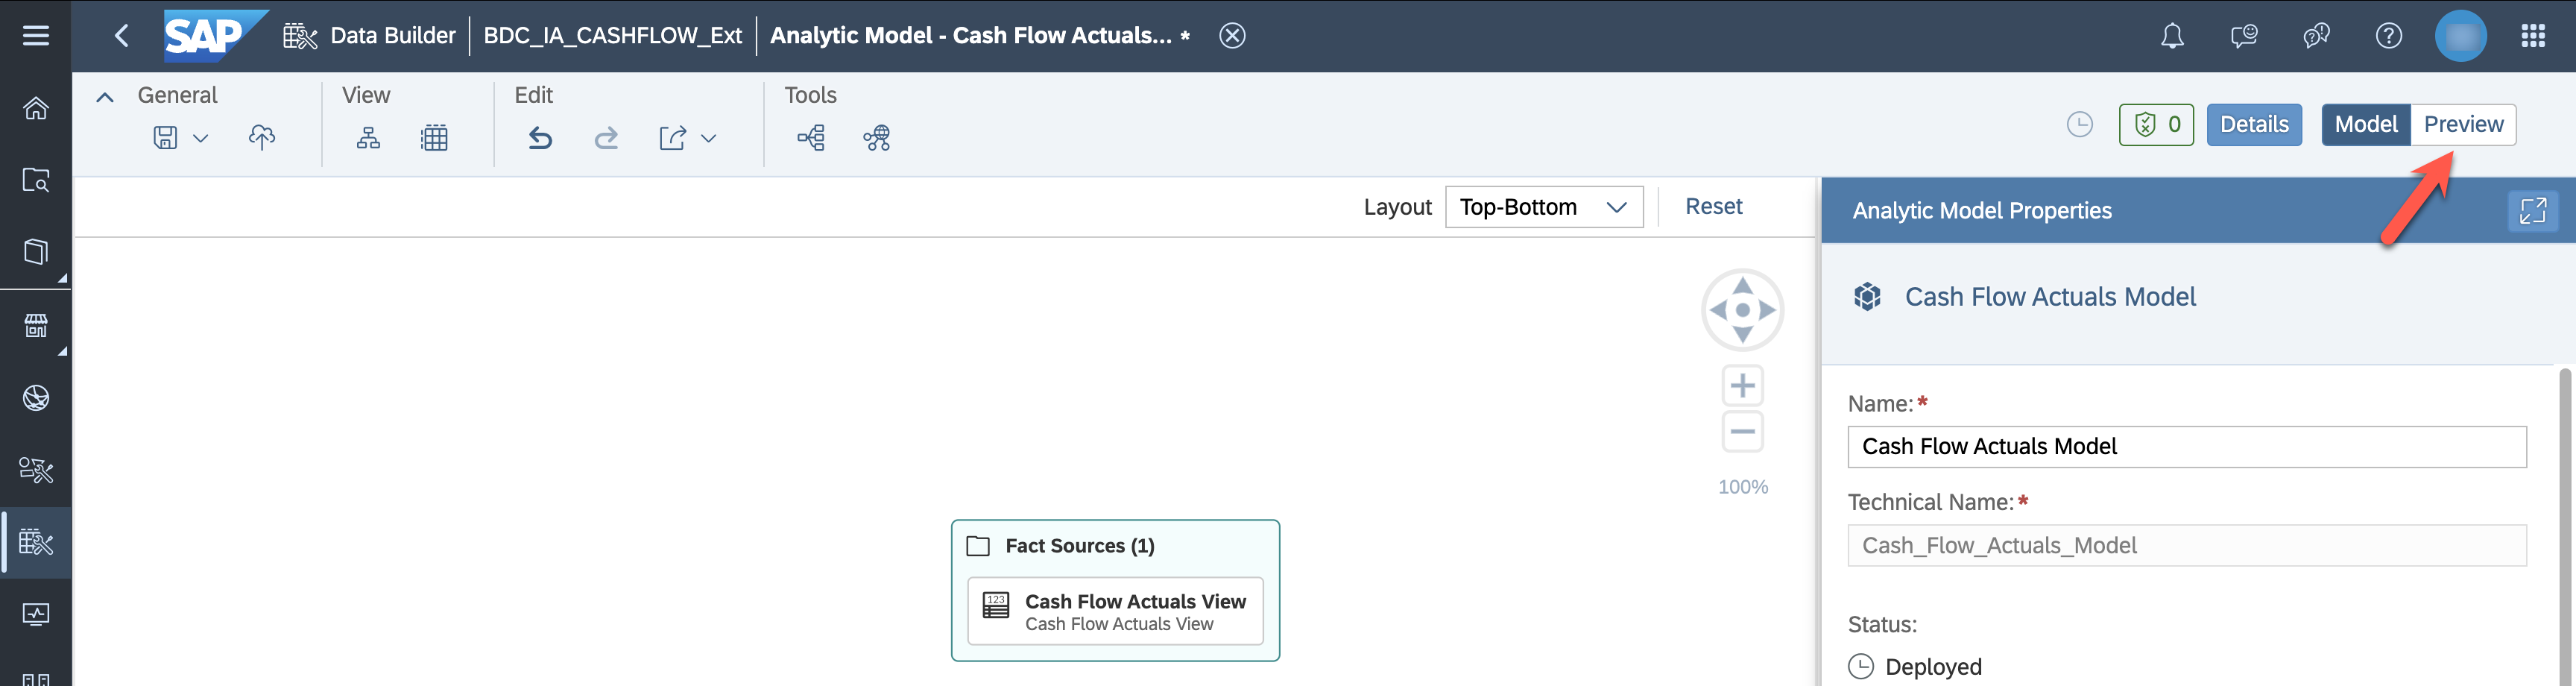 SAP Data Builder BDC_IA_CASHFLOW_Ext Analytic Model - Cash Flow Actuals... *
General View Edit Tools
0 Details Model Preview
Layout Top-Bottom Reset
Analytic Model Properties
Cash Flow Actuals Model
Name:*
Cash Flow Actuals Model
100%
Technical Name:*
Cash_Flow_Actuals_Model
Fact Sources (1)
123
Cash Flow Actuals View
Cash Flow Actuals View
Status:
Deployed